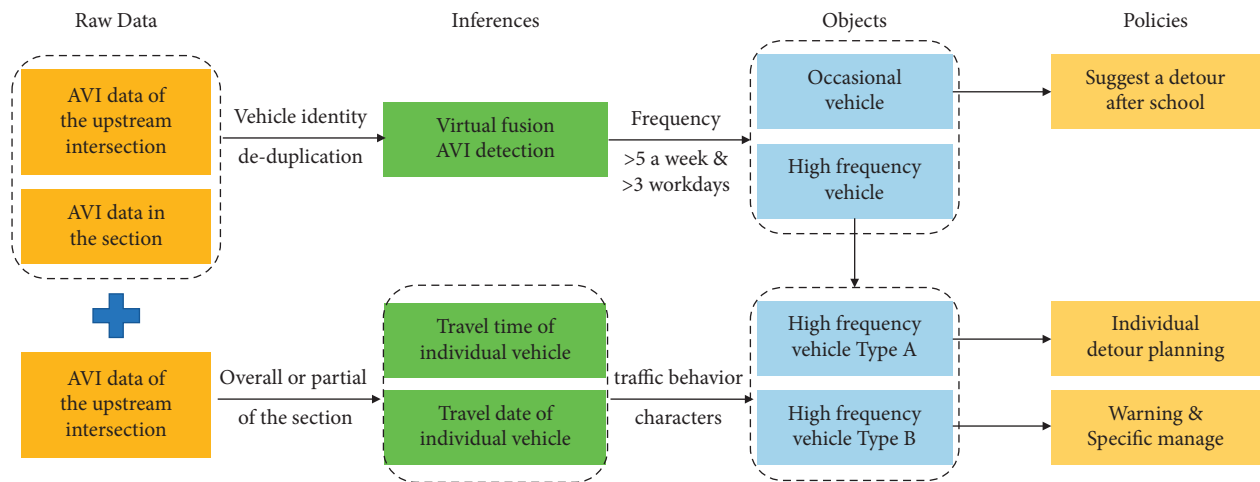 Raw Data
Inferences
Objects
Policies
AVI data of
the upstream
intersection
AVI data in
the section
Vehicle identity
de-duplication
Virtual fusion
AVI detection
Frequency
>5 a week &
>3 workdays
Occasional
vehicle
High frequency
vehicle
Suggest a detour
after school
AVI data of
the upstream
intersection
Overall or partial
of the section
Travel time of
individual vehicle
Travel date of
individual vehicle
traffic behavior
characters
High frequency
vehicle Type A
High frequency
vehicle Type B
Individual
detour planning
Warning &
Specific manage